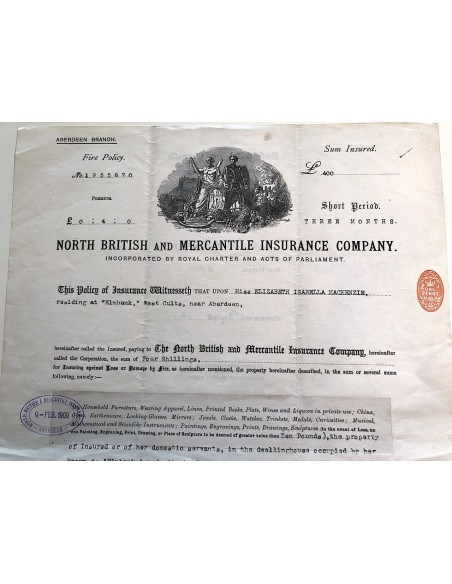 ABERDEEN BRANCH.
Fire Policy.
No.1955870
PREMIUM
£ 0 : 4 : 0
Sum Insured.
£ 400
Short Period.
THREE MONTHS.
NORTH BRITISH AND MERCANTILE INSURANCE COMPANY.
INCORPORATED BY ROYAL CHARTER AND ACTS OF PARLIAMENT.
This Policy of Insurance Witnesseth THAT UPON Miss ELIZABETH ISABELLA MACKENZIE,
residing at "Elmbank," West Cults, near Aberdeen,
hereinafter called the Insured, paying to The North British and Mercantile Insurance Company, hereinafter
called the Corporation, the sum of Four Shillings,
for Insuring against Loss or Damage by Fire, as hereinafter mentioned, the property hereinafter described, in the sum or several sums
following, namely:—
9-FEB.1909
Household Furniture, Wearing Apparel, Linen, Printed Books, Plate, Wines and Liquors in private use; China,
Glass, Earthenware, Looking-Glasses, Mirrors; Jewels, Clocks, Watches, Trinkets, Medals, Curiosities; Musical,
Mathematical and Scientific Instruments; Paintings, Engravings, Prints, Drawings, Sculptures (in the event of Loss, no
one Painting, Engraving, Print, Drawing, or Piece of Sculpture to be deemed of greater value than Ten Pounds), the property
of Insured or of her domestic servants, in the dwellinghouse occupied by her